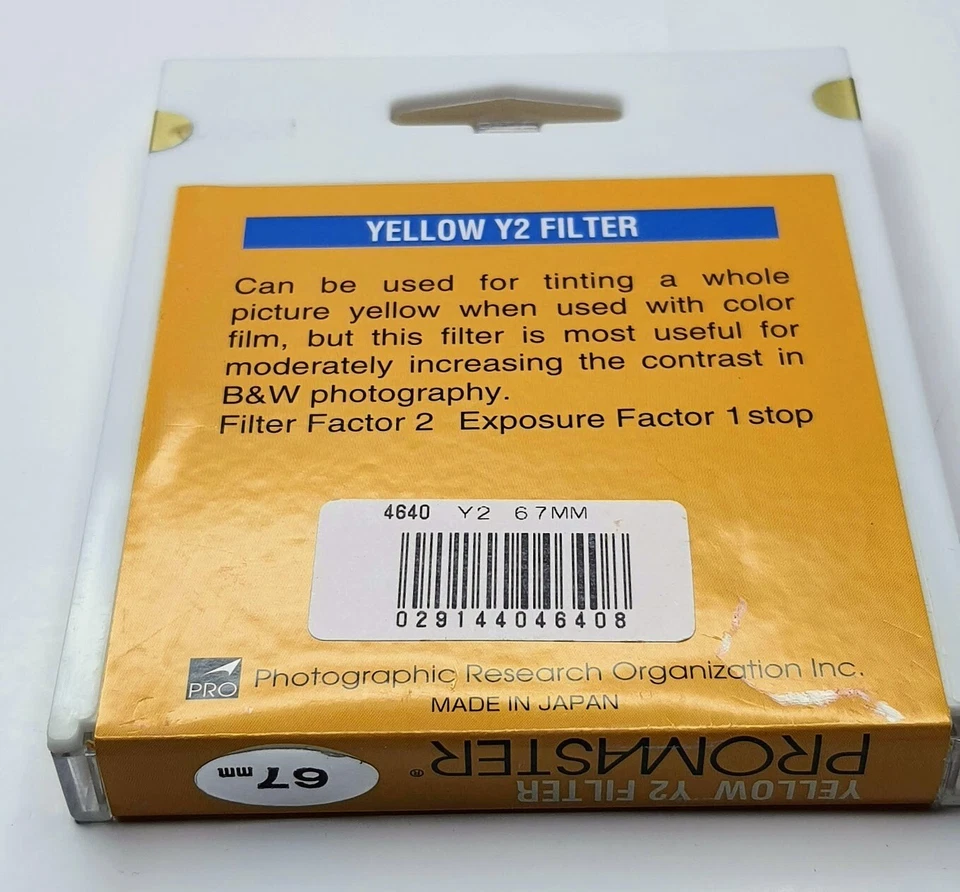 YELLOW Y2 FILTER
Can be used for tinting a whole
picture yellow when used with color
film, but this filter is most useful for
moderately increasing the contrast in
B&W photography.
Filter Factor 2 Exposure Factor 1 stop
4640 Y2 67MM
029144046408
PRO Photographic Research Organization Inc.
MADE IN JAPAN
PROMASTER®
YELLOW Y2 FILTER
67mm